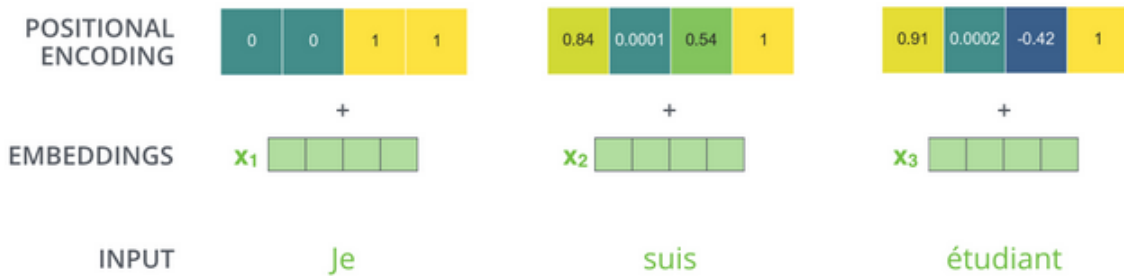 POSITIONAL ENCODING
0 0 1 1
0.84 0.0001 0.54 1
0.91 0.0002 -0.42 1
+ + +
EMBEDDINGS
x1 x2 x3
INPUT
Je suis étudiant